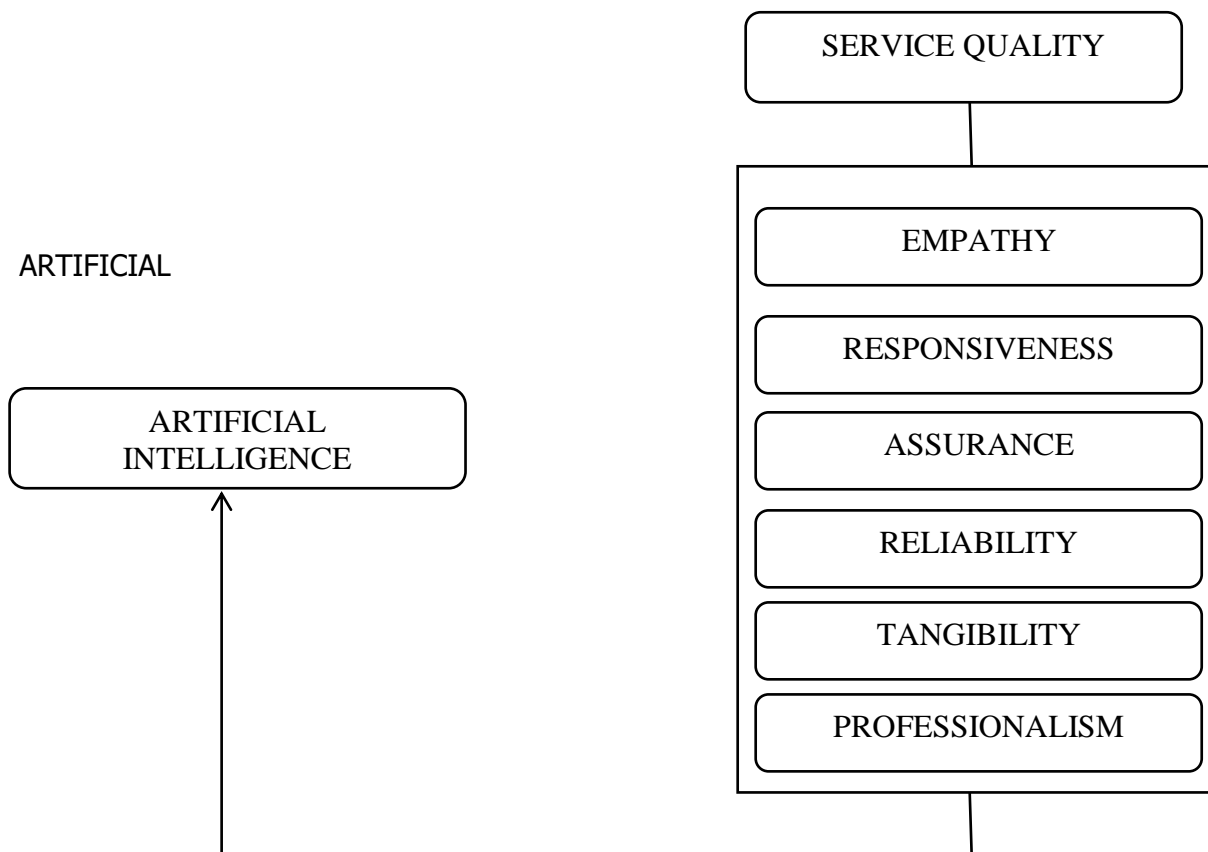 SERVICE QUALITY
EMPATHY
ARTIFICIAL
RESPONSIVENESS
ARTIFICIAL
INTELLIGENCE
ASSURANCE
RELIABILITY
TANGIBILITY
PROFESSIONALISM